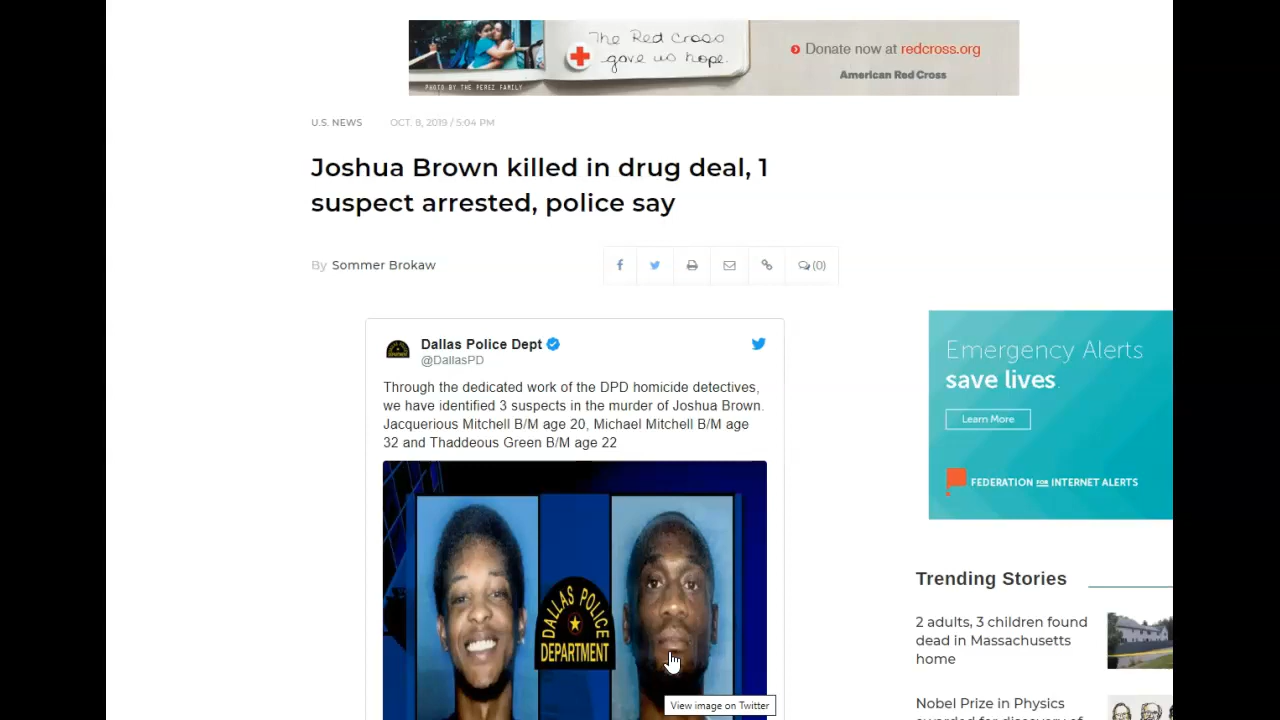 The Red Cross
gave us hope.
Donate now at redcross.org
American Red Cross
PHOTO BY THE PEREZ FAMILY
U.S. NEWS OCT. 8, 2019 / 5:04 PM
Joshua Brown killed in drug deal, 1
suspect arrested, police say
By Sommer Brokaw
(0)
Dallas Police Dept
@DallasPD
Through the dedicated work of the DPD homicide detectives,
we have identified 3 suspects in the murder of Joshua Brown.
Jacquerious Mitchell B/M age 20, Michael Mitchell B/M age
32 and Thaddeous Green B/M age 22
DALLAS POLICE
DEPARTMENT
View image on Twitter
Emergency Alerts
save lives.
Learn More
FEDERATION FOR INTERNET ALERTS
Trending Stories
2 adults, 3 children found
dead in Massachusetts
home
Nobel Prize in Physics
awarded for discovery of